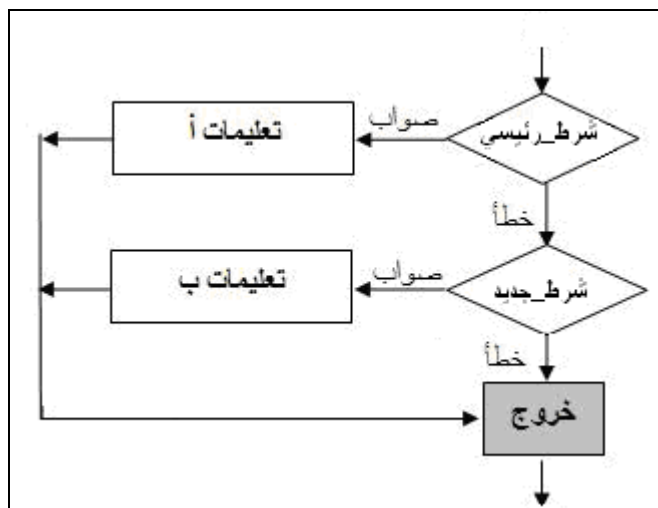 شرط_رئيسي
صواب
تعليمات أ
خطأ
شرط_جديد
صواب
تعليمات ب
خطأ
خروج